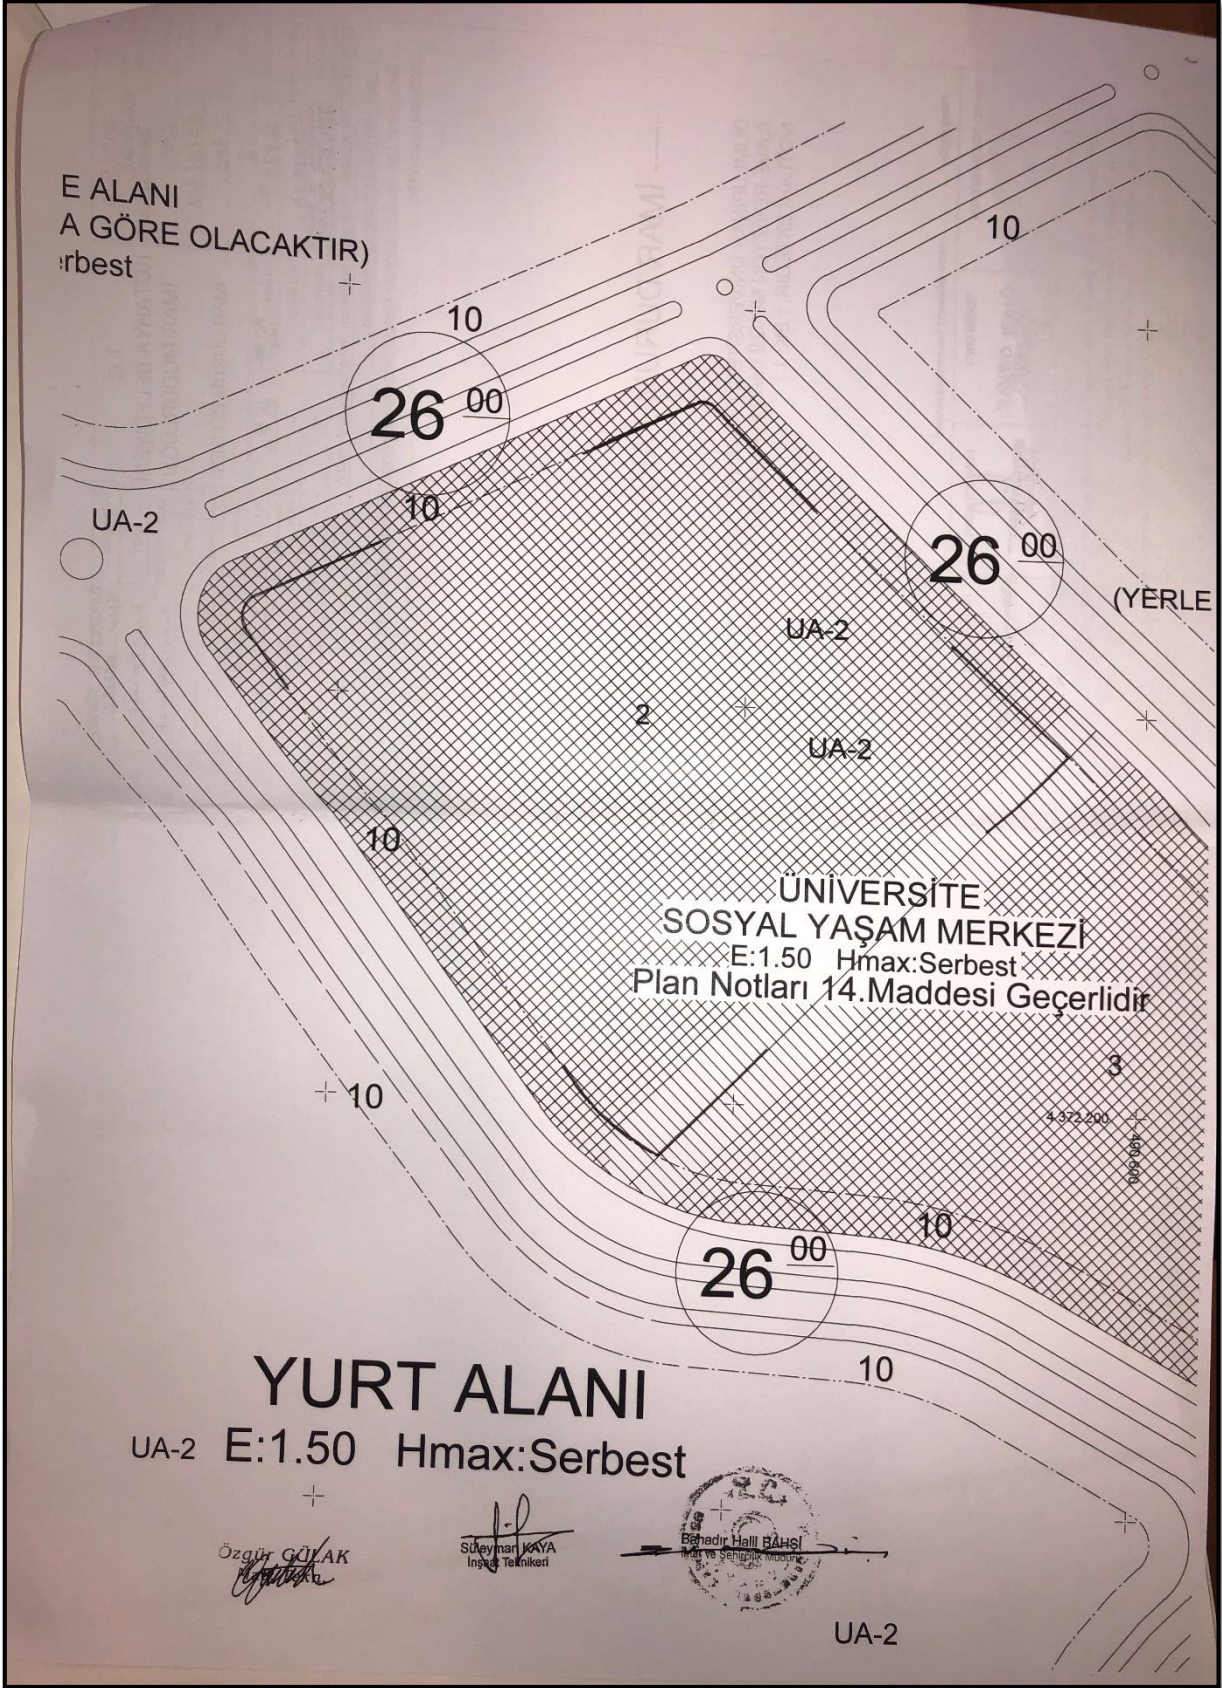 E ALANI
A GÖRE OLACAKTIR)
rbest
10
10
26 00
10
UA-2
26 00
(YERLE
UA-2
2
UA-2
10
ÜNİVERSİTE
SOSYAL YAŞAM MERKEZİ
E:1.50 Hmax:Serbest
Plan Notları 14.Maddesi Geçerlidir
3
10
4.372.200
490.600
10
26 00
10
YURT ALANI
UA-2 E:1.50 Hmax:Serbest
Özgür GÜLAK
Süleyman KAYA
İnşaat Teknikeri
Bahadır Halil BAHŞİ
İmar ve Şehircilik Müdürü
T.C.
UA-2